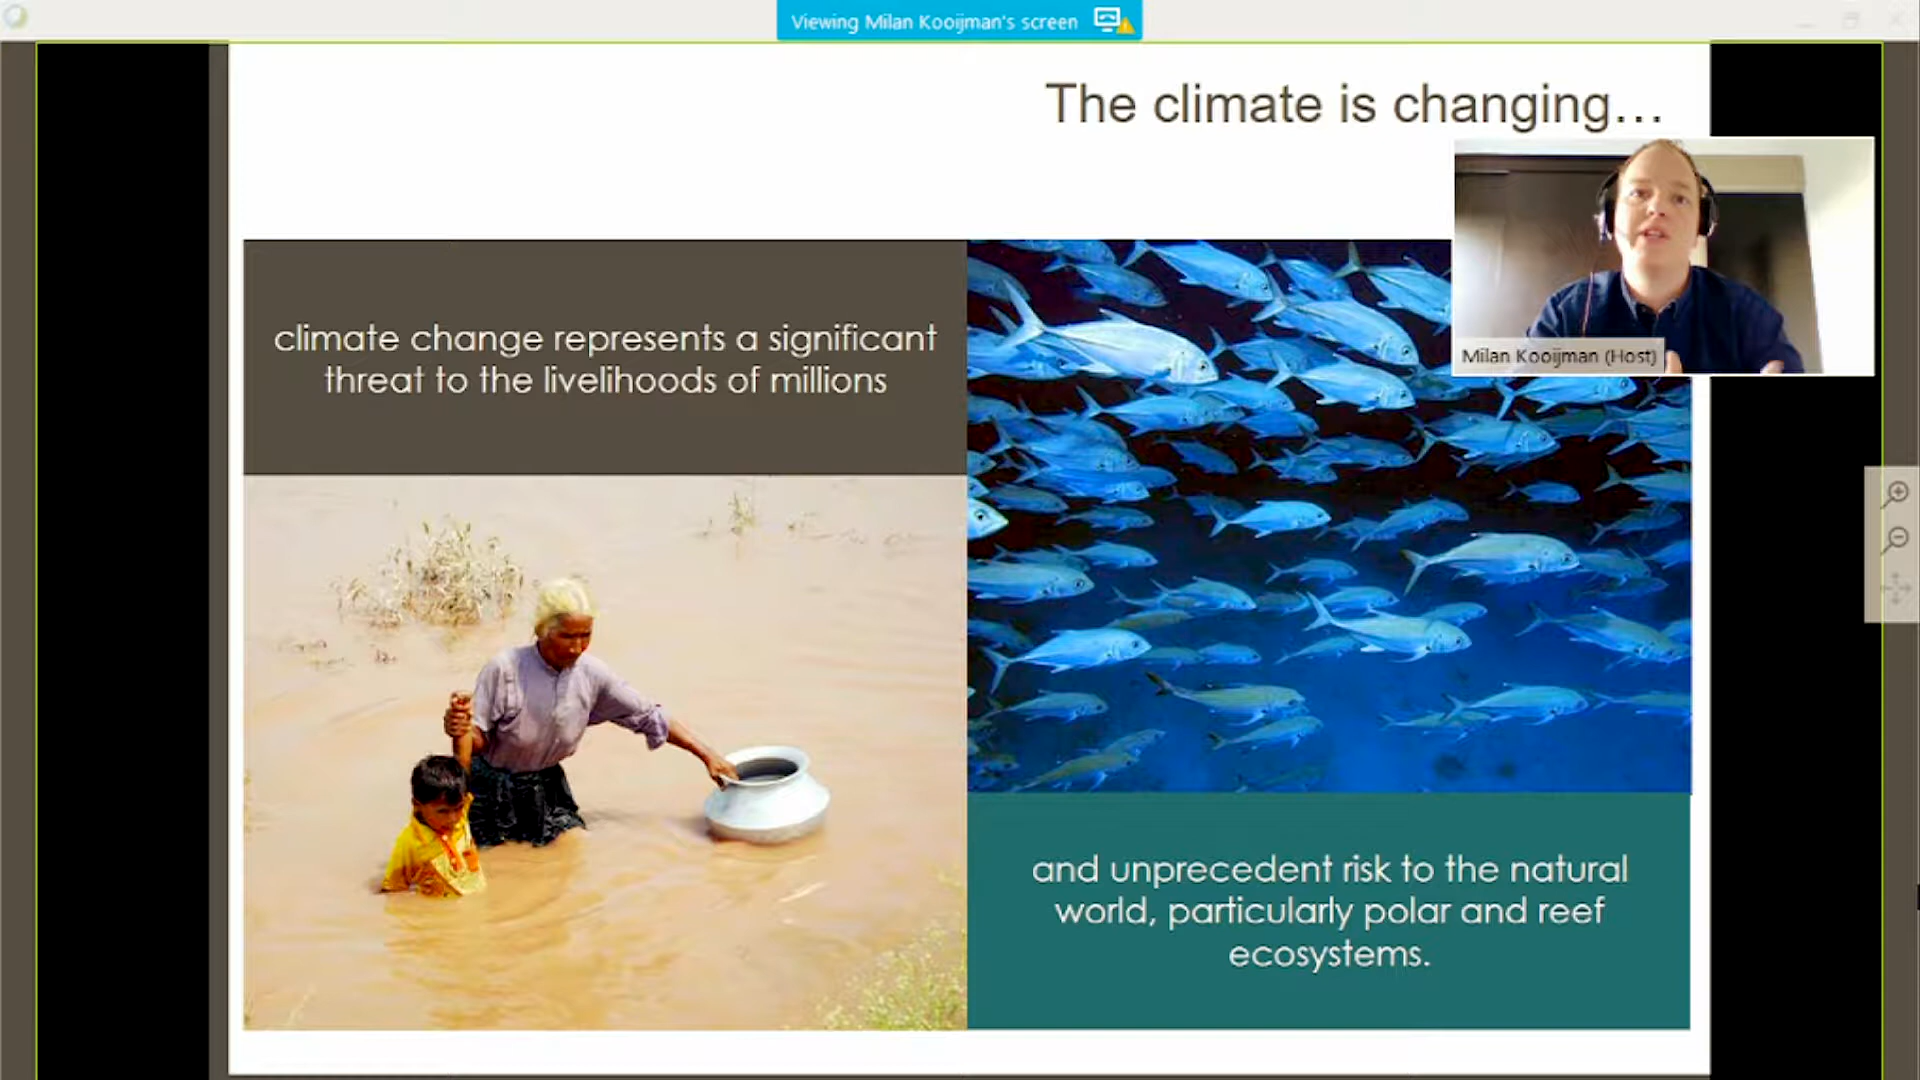 Viewing Milan Kooijman's screen
The climate is changing...
Milan Kooijman (Host)
climate change represents a significant
threat to the livelihoods of millions
and unprecedent risk to the natural
world, particularly polar and reef
ecosystems.